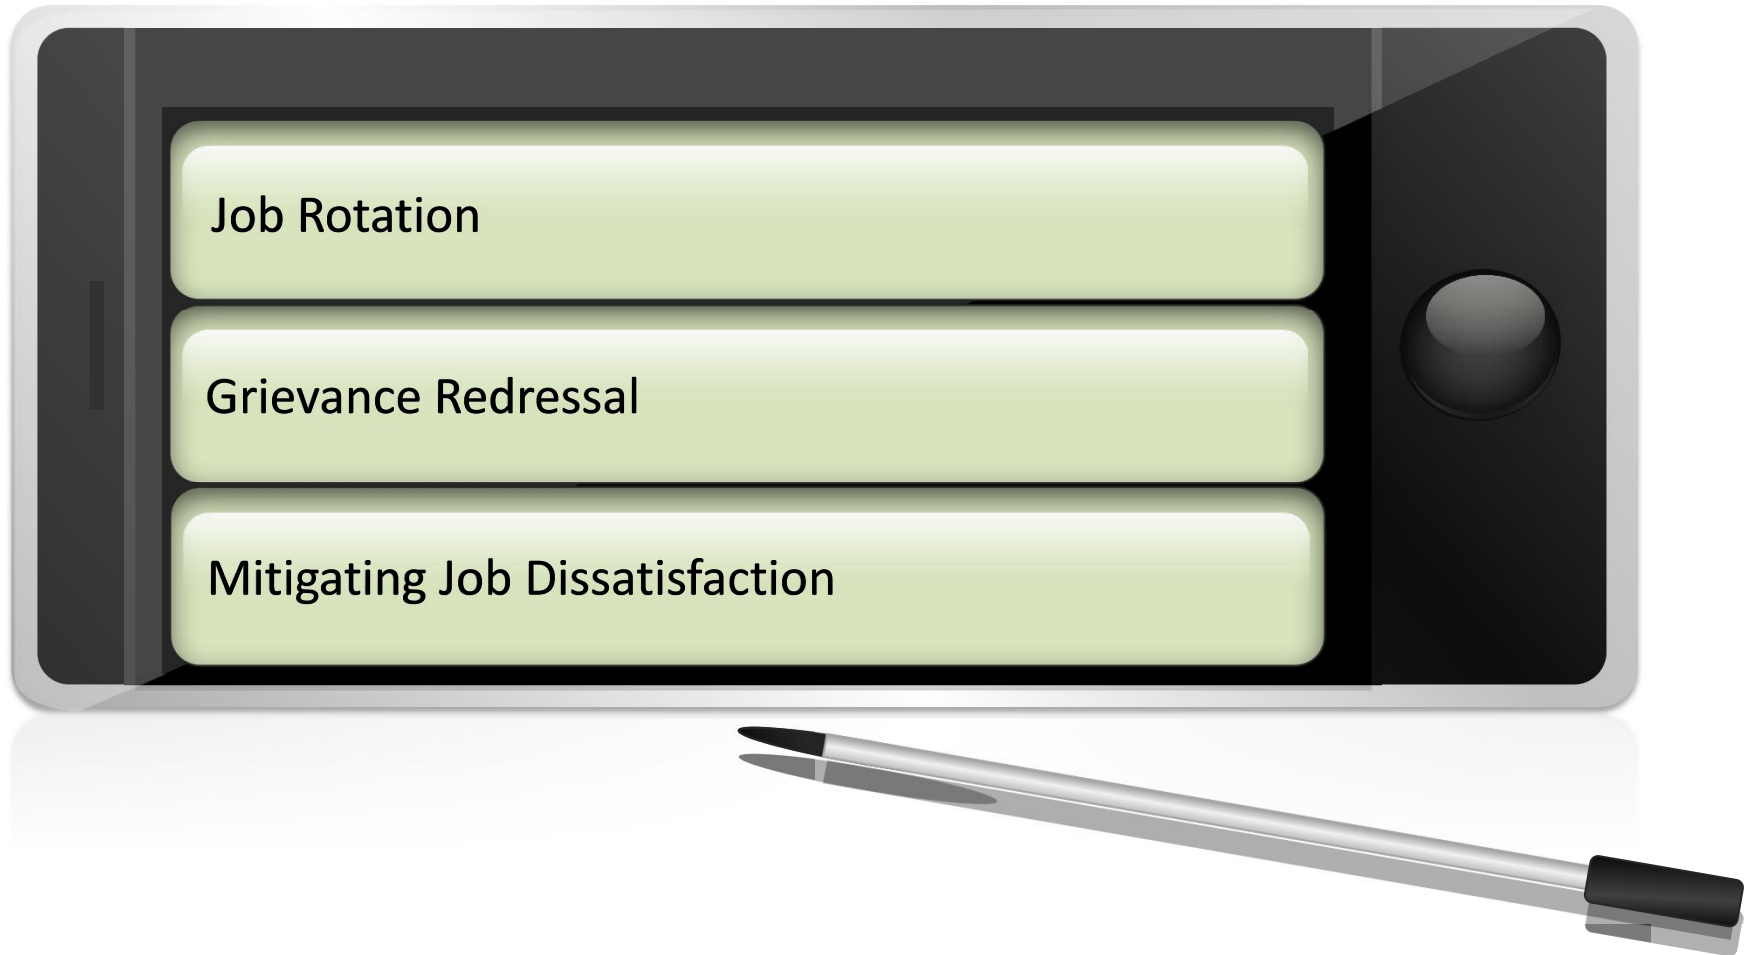 Job Rotation
Grievance Redressal
Mitigating Job Dissatisfaction